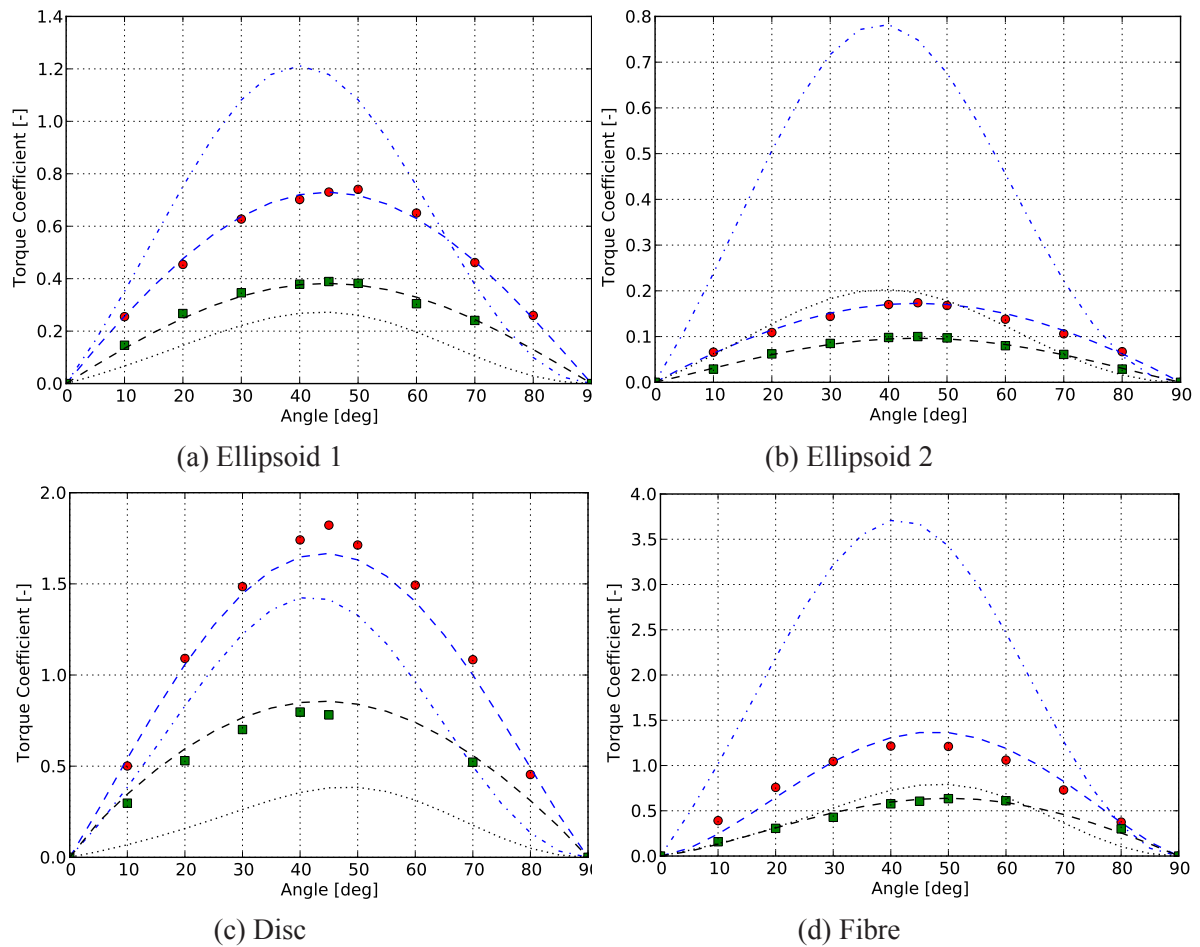 1.4
1.2
1.0
0.8
0.6
0.4
0.2
0.0
Torque Coefficient [-]
0 10 20 30 40 50 60 70 80 90
Angle [deg]
(a) Ellipsoid 1
0.8
0.7
0.6
0.5
0.4
0.3
0.2
0.1
0.0
Torque Coefficient [-]
0 10 20 30 40 50 60 70 80 90
Angle [deg]
(b) Ellipsoid 2
2.0
1.5
1.0
0.5
0.0
Torque Coefficient [-]
0 10 20 30 40 50 60 70 80 90
Angle [deg]
(c) Disc
4.0
3.5
3.0
2.5
2.0
1.5
1.0
0.5
0.0
Torque Coefficient [-]
0 10 20 30 40 50 60 70 80 90
Angle [deg]
(d) Fibre